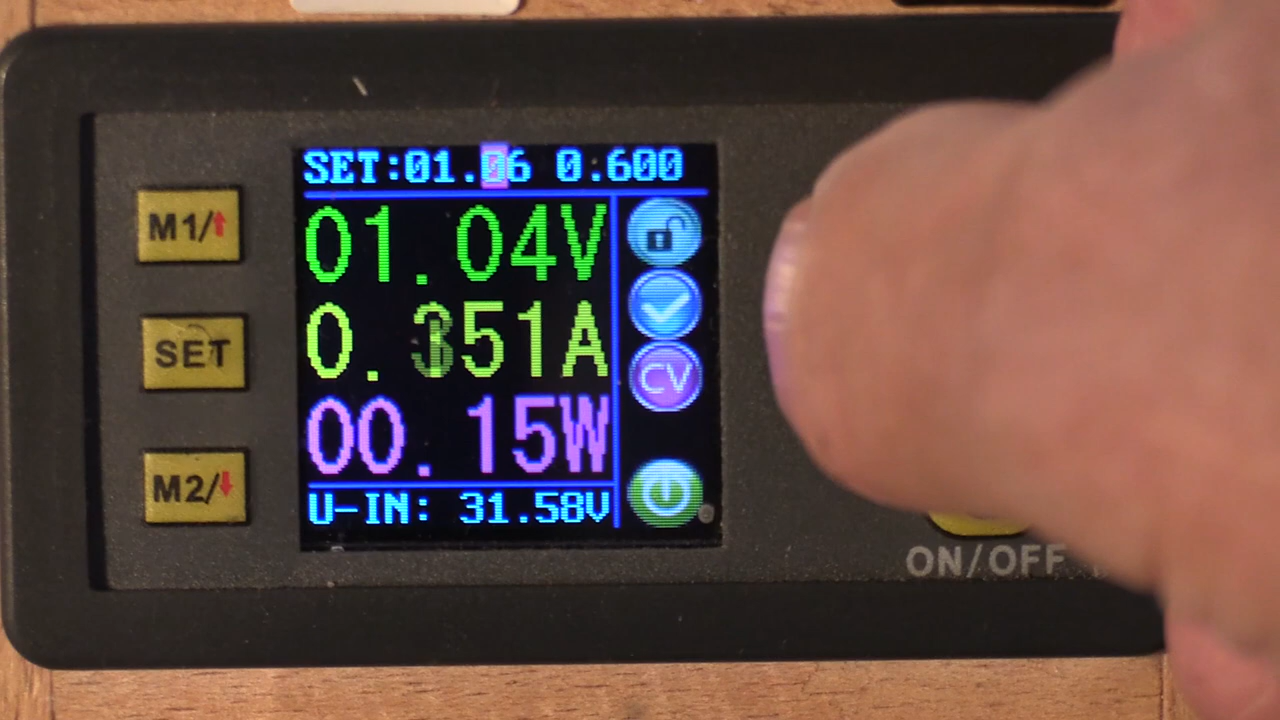 SET:01.06 0.600
M1/
01.04V
0.351A
SET
CV
00.15W
M2/
U-IN: 31.58V
ON/OFF